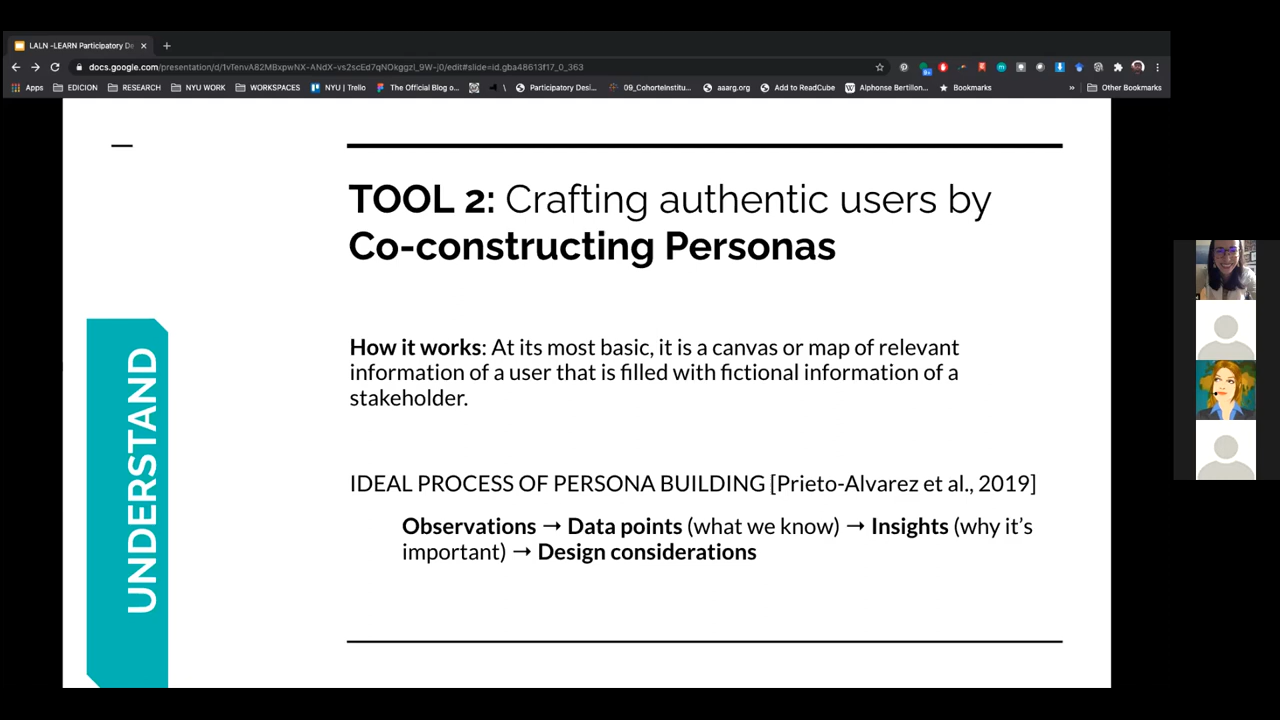 LALN -LEARN Participatory De
docs.google.com/presentation/d/1vTenvA82MBxpwNX-ANdX-vs2scEd7qNOkggzI_9W-j0/edit#slide=id.gba48613f17_0_363
Apps EDICION RESEARCH NYU WORK WORKSPACES NYU | Trello The Official Blog o... \ Participatory Desi... 09_CohorteInstitu... aaarg.org Add to ReadCube Alphonse Bertillon... Bookmarks » Other Bookmarks
TOOL 2: Crafting authentic users by
Co-constructing Personas
How it works: At its most basic, it is a canvas or map of relevant
information of a user that is filled with fictional information of a
stakeholder.
IDEAL PROCESS OF PERSONA BUILDING [Prieto-Alvarez et al., 2019]
Observations → Data points (what we know) → Insights (why it's
important) → Design considerations
UNDERSTAND